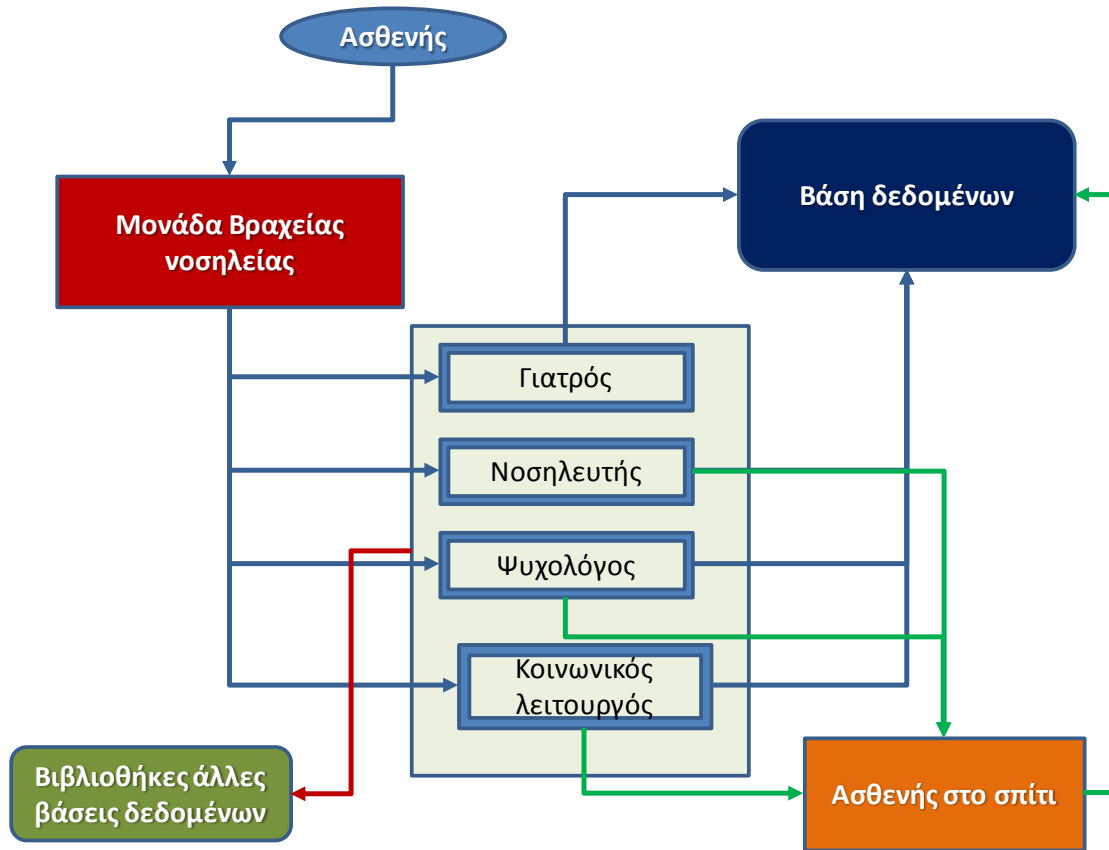 Ασθενής
Μονάδα Βραχείας
νοσηλείας
Βάση δεδομένων
Γιατρός
Νοσηλευτής
Ψυχολόγος
Κοινωνικός
λειτουργός
Βιβλιοθήκες άλλες
βάσεις δεδομένων
Ασθενής στο σπίτι